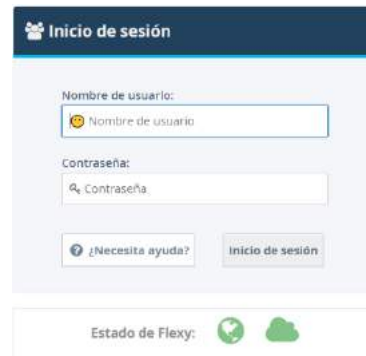 Inicio de sesión
Nombre de usuario:
Nombre de usuario
Contraseña:
Contraseña
¿Necesita ayuda?
Inicio de sesión
Estado de Flexy: